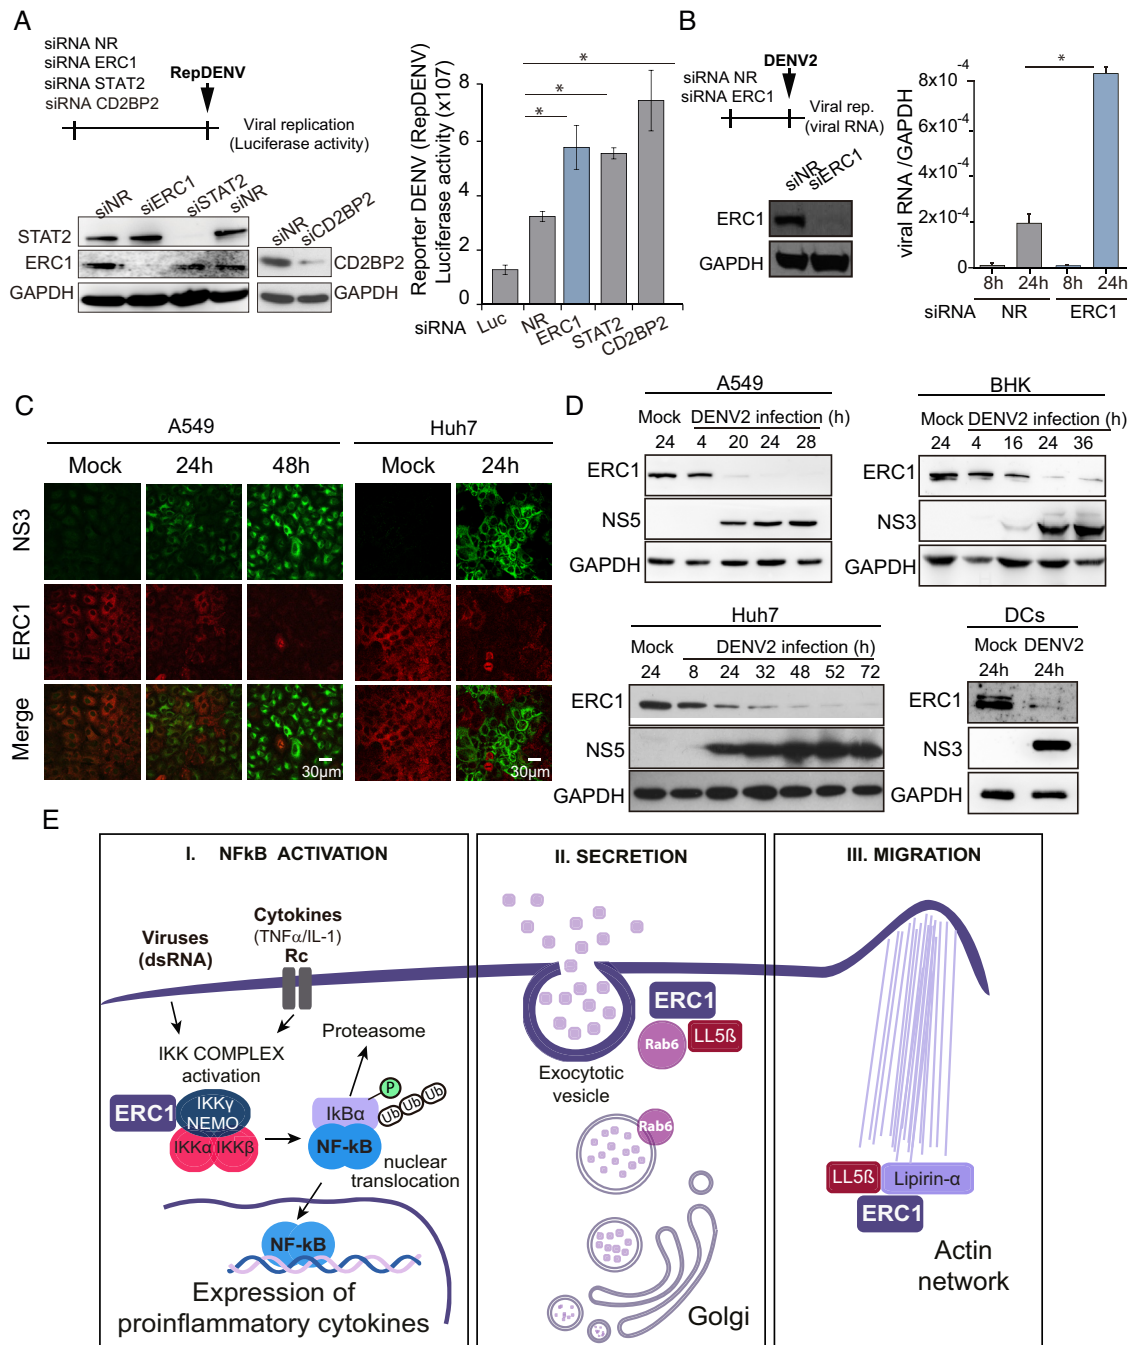 A
siRNA NR
siRNA ERC1
siRNA STAT2
siRNA CD2BP2
RepDENV
Viral replication
(Luciferase activity)
siNR
siERC1
siSTAT2
siNR
STAT2
ERC1
GAPDH
siNR
siCD2BP2
CD2BP2
GAPDH
Reporter DENV (RepDENV)
Luciferase activity (x107)
8
6
4
2
0
*
*
*
siRNA
Luc
NR
ERC1
STAT2
CD2BP2
B
DENV2
siRNA NR
siRNA ERC1
Viral rep.
(viral RNA)
siNR
siERC1
ERC1
GAPDH
viral RNA /GAPDH
8x10-4
6x10-4
4x10-4
2x10-4
0
*
8h 24h 8h 24h
siRNA NR ERC1
C
A549
Huh7
Mock 24h 48h Mock 24h
NS3
ERC1
Merge
30µm
30µm
D
A549
Mock DENV2 infection (h)
24 4 20 24 28
ERC1
NS5
GAPDH
BHK
Mock DENV2 infection (h)
24 4 16 24 36
ERC1
NS3
GAPDH
Huh7
Mock DENV2 infection (h)
24 8 24 32 48 52 72
ERC1
NS5
GAPDH
DCs
Mock DENV2
24h 24h
ERC1
NS3
GAPDH
E
I. NFkB ACTIVATION
Viruses
(dsRNA)
Cytokines
(TNFα/IL-1)
Rc
Proteasome
IKK COMPLEX
activation
ERC1
IKKγ
NEMO
IKKα
IKKβ
P
IkBα
Ub
Ub
Ub
NF-kB
nuclear
translocation
NF-kB
Expression of
proinflammatory cytokines
II. SECRETION
ERC1
Rab6
LL5ß
Exocytotic
vesicle
Rab6
Golgi
III. MIGRATION
LL5ß
Lipirin-α
ERC1
Actin
network